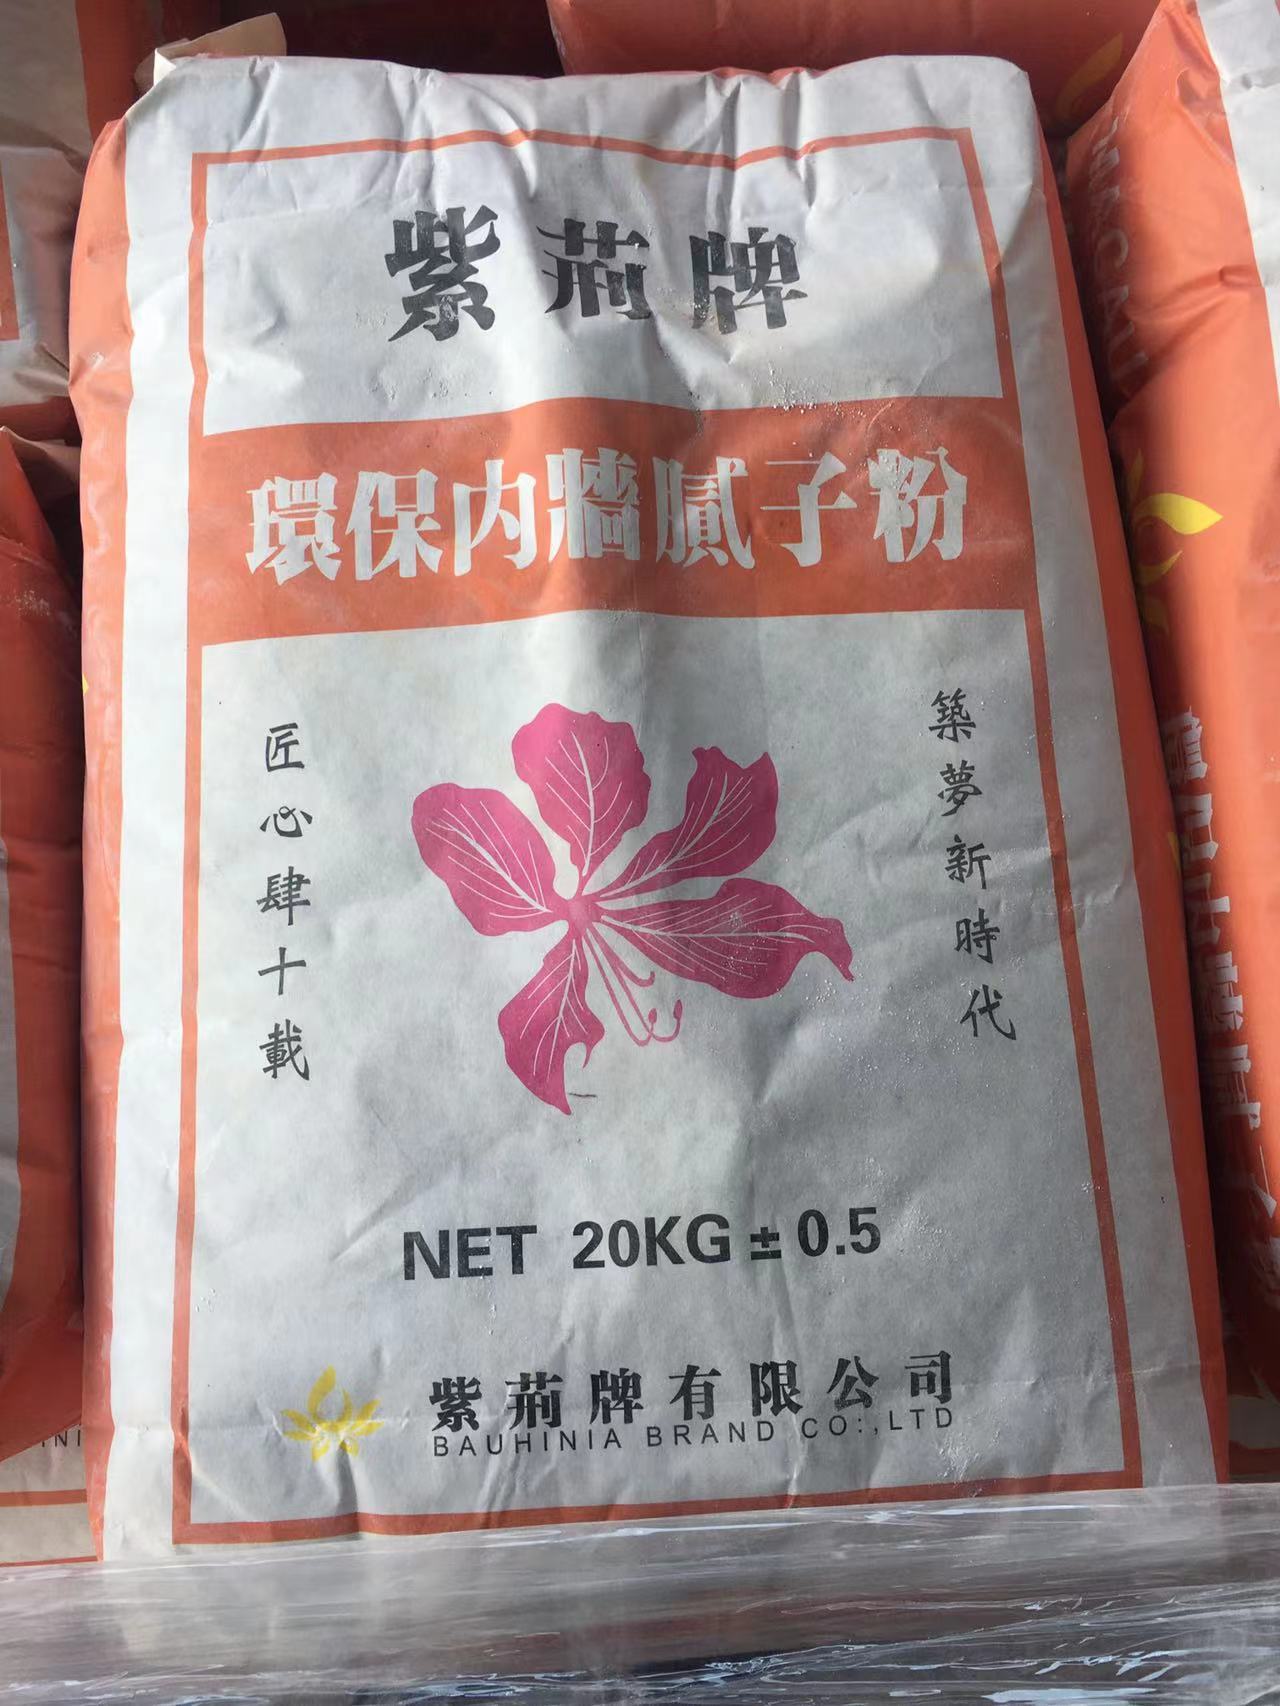 紫荊牌
環保內牆膩子粉
匠心肆十載
築夢新時代
NET 20KG ± 0.5
紫荊牌有限公司
BAUHINIA BRAND CO:.,LTD